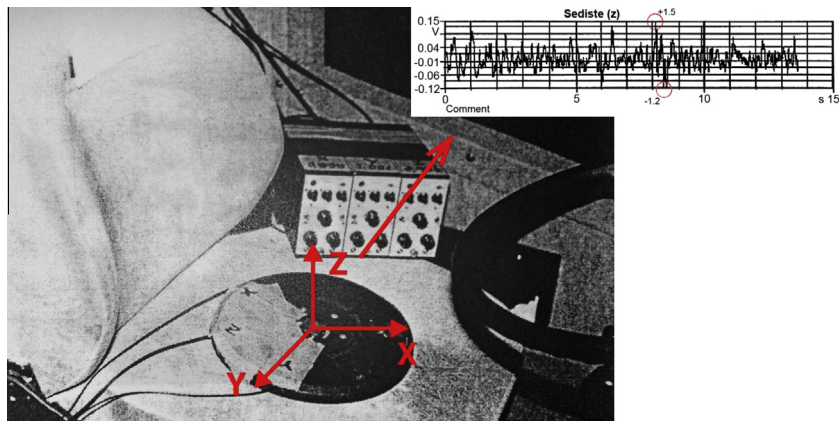 Sediste (z)
+1.5
0.15
V
0.04
-0.01
-0.06
-0.12
0
5
10
s 15
Comment
-1.2
Z
X
Y
X
Z
Y